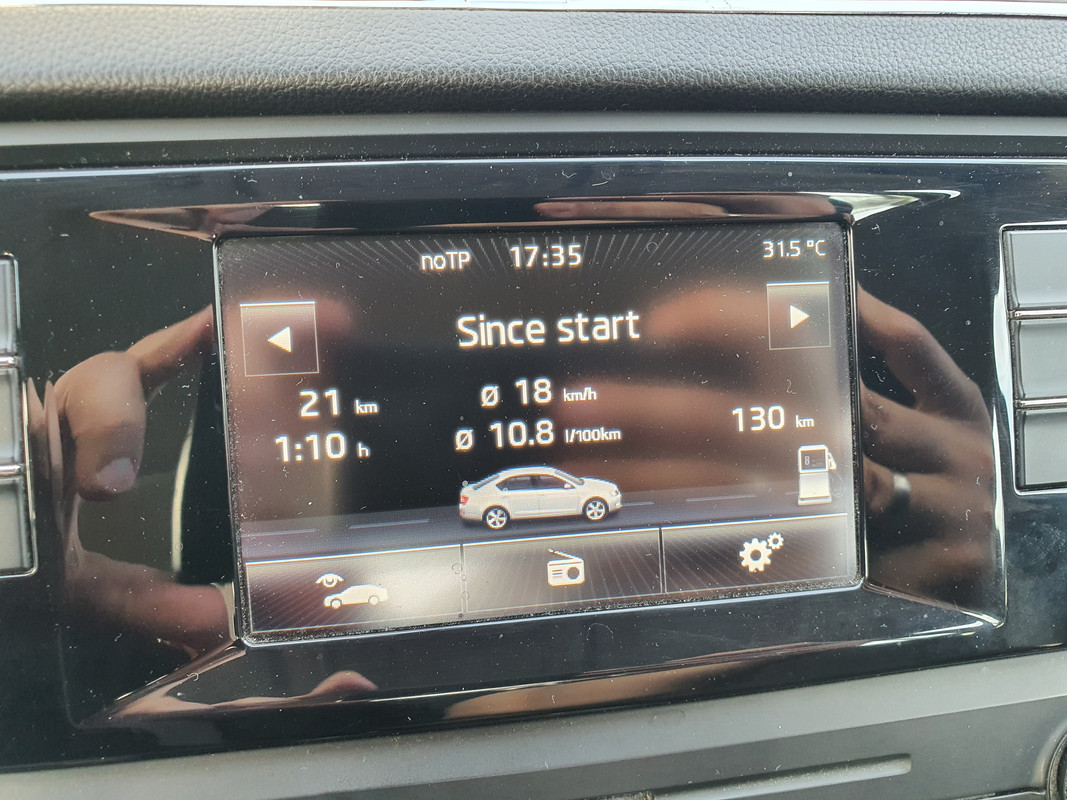 noTP 17:35 31.5 °C
Since start
21 km ø 18 km/h
1:10 h ø 10.8 l/100km
130 km